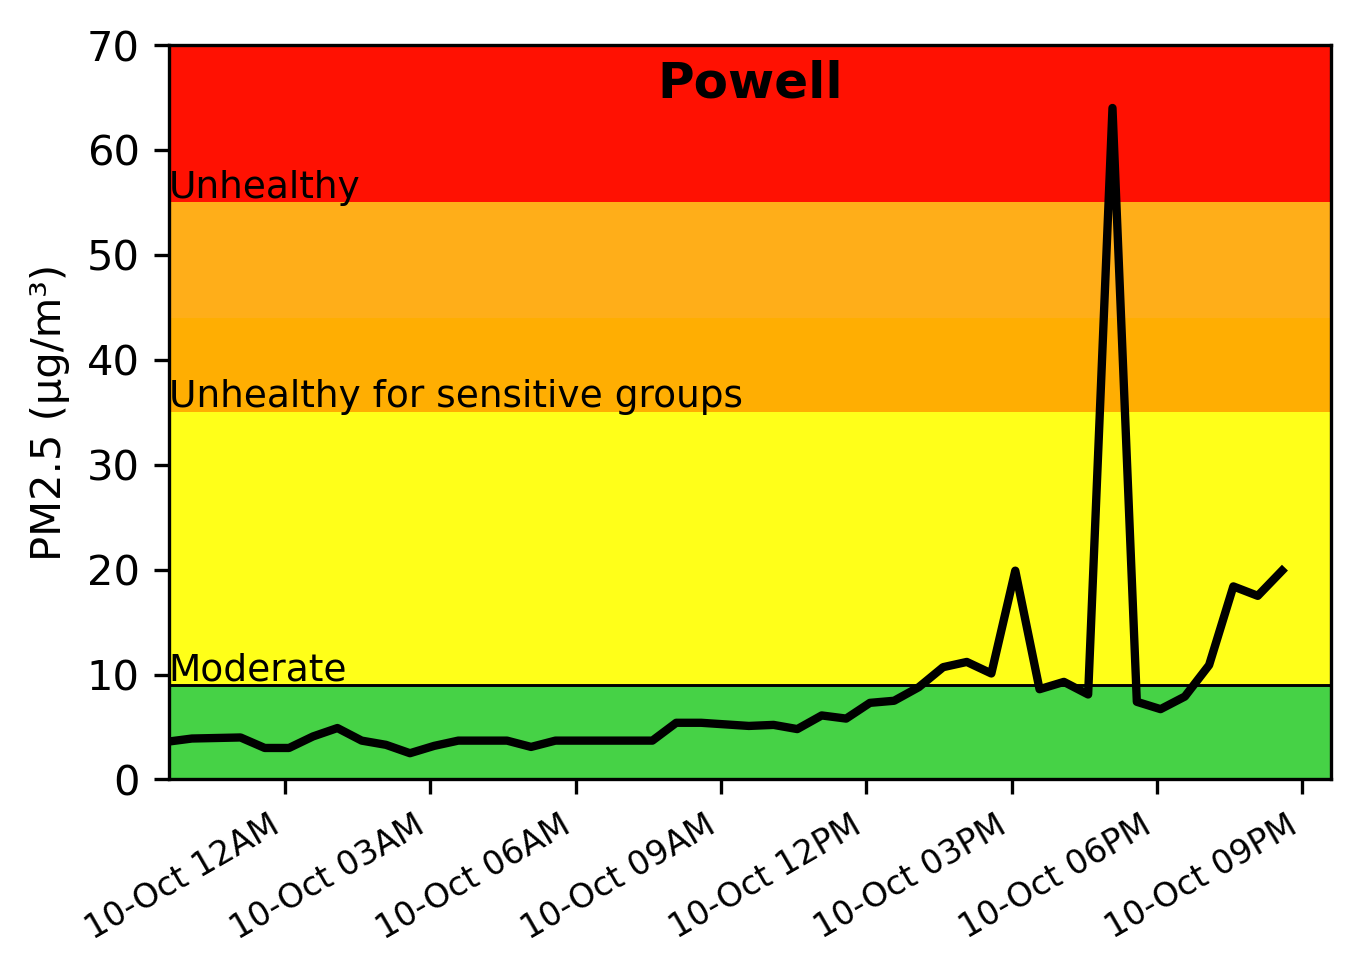 Powell
PM2.5 (µg/m³)
70
60
50
40
30
20
10
0
Unhealthy
Unhealthy for sensitive groups
Moderate
10-Oct 12AM
10-Oct 03AM
10-Oct 06AM
10-Oct 09AM
10-Oct 12PM
10-Oct 03PM
10-Oct 06PM
10-Oct 09PM